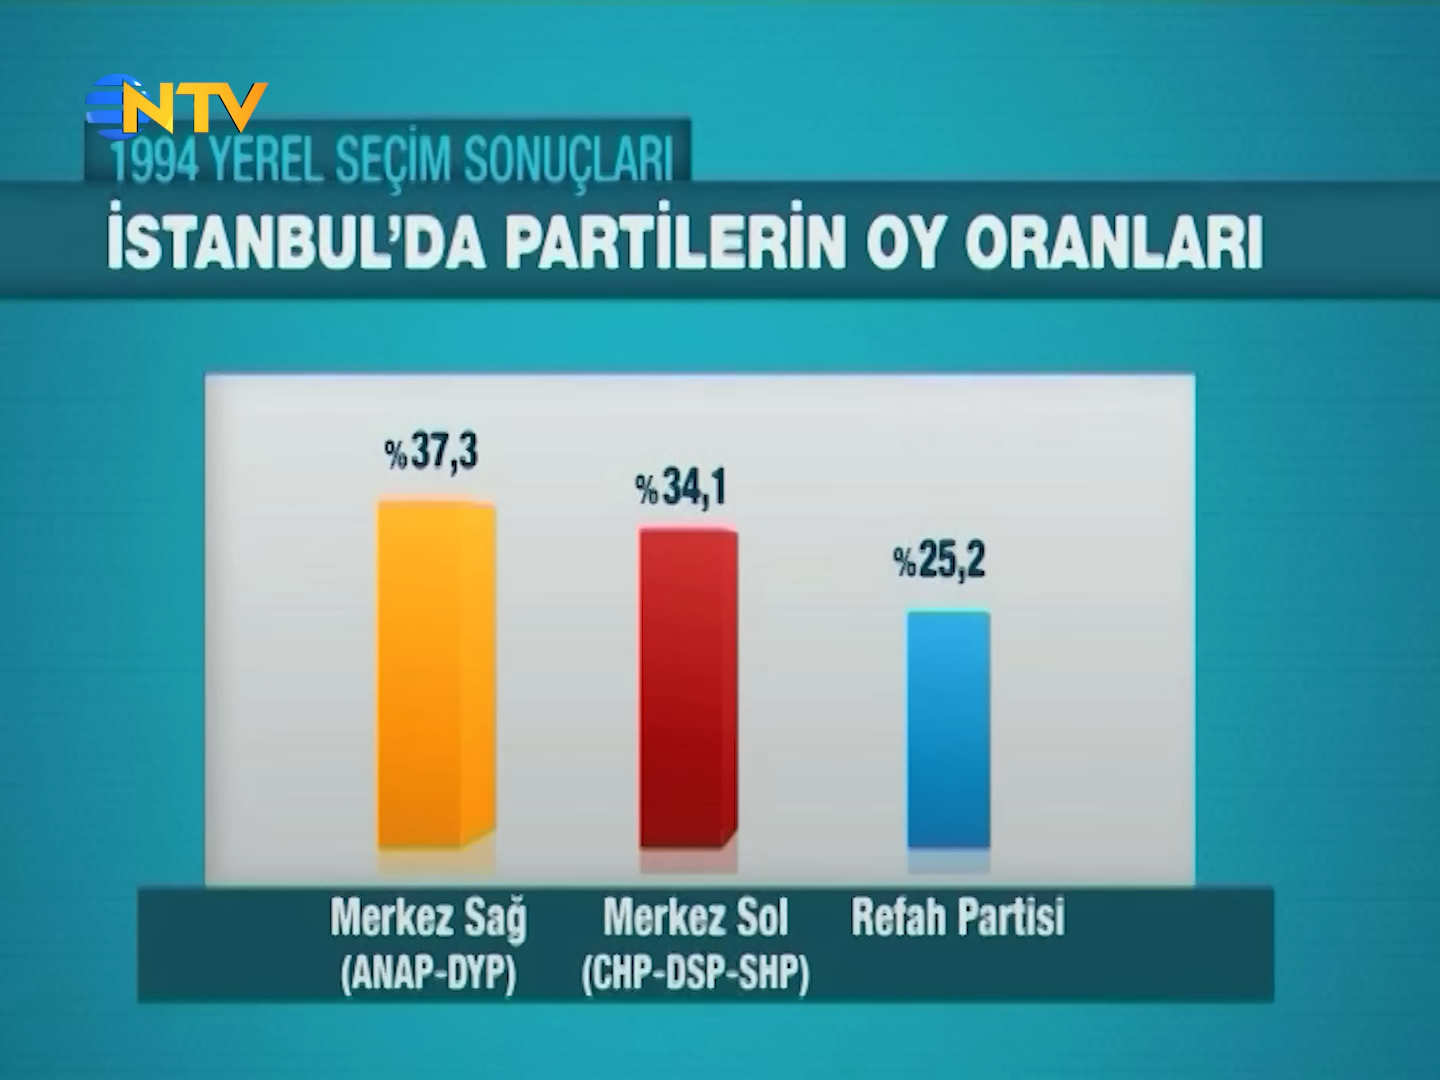 NTV
1994 YEREL SEÇİM SONUÇLARI
İSTANBUL'DA PARTİLERİN OY ORANLARI
%37,3
%34,1
%25,2
Merkez Sağ
(ANAP-DYP)
Merkez Sol
(CHP-DSP-SHP)
Refah Partisi